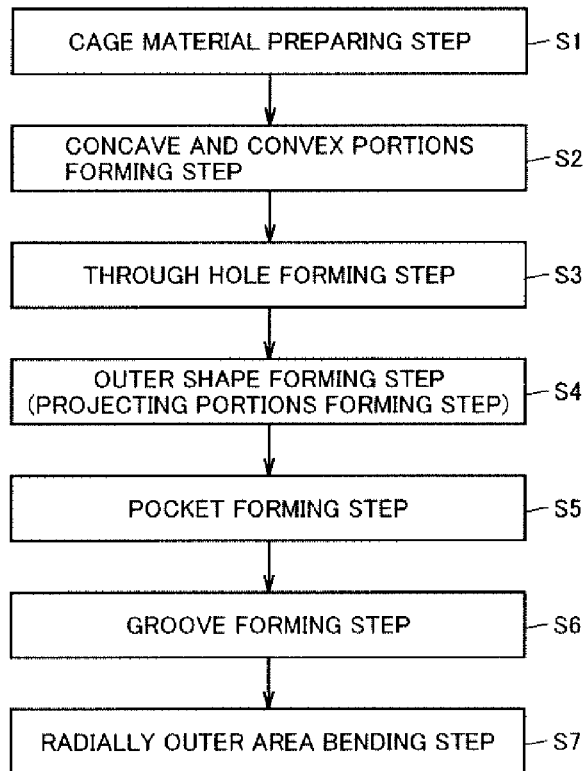 CAGE MATERIAL PREPARING STEP S1
CONCAVE AND CONVEX PORTIONS
FORMING STEP S2
THROUGH HOLE FORMING STEP S3
OUTER SHAPE FORMING STEP
(PROJECTING PORTIONS FORMING STEP) S4
POCKET FORMING STEP S5
GROOVE FORMING STEP S6
RADIALLY OUTER AREA BENDING STEP S7